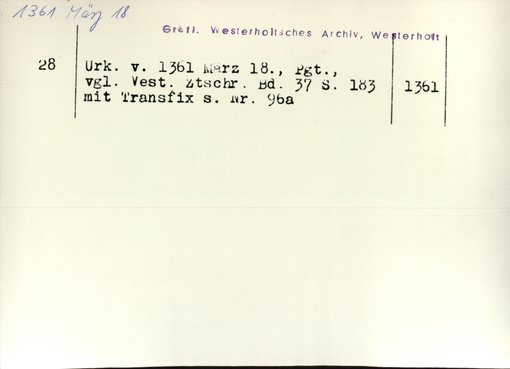 1361 März 18
Gräfl. Westerholtsches Archiv, Westerholt
28 Urk. v. 1361 März 18., Pgt.,
vgl. Vest. Ztschr. Bd. 37 S. 183 1361
mit Transfix s. Nr. 96a